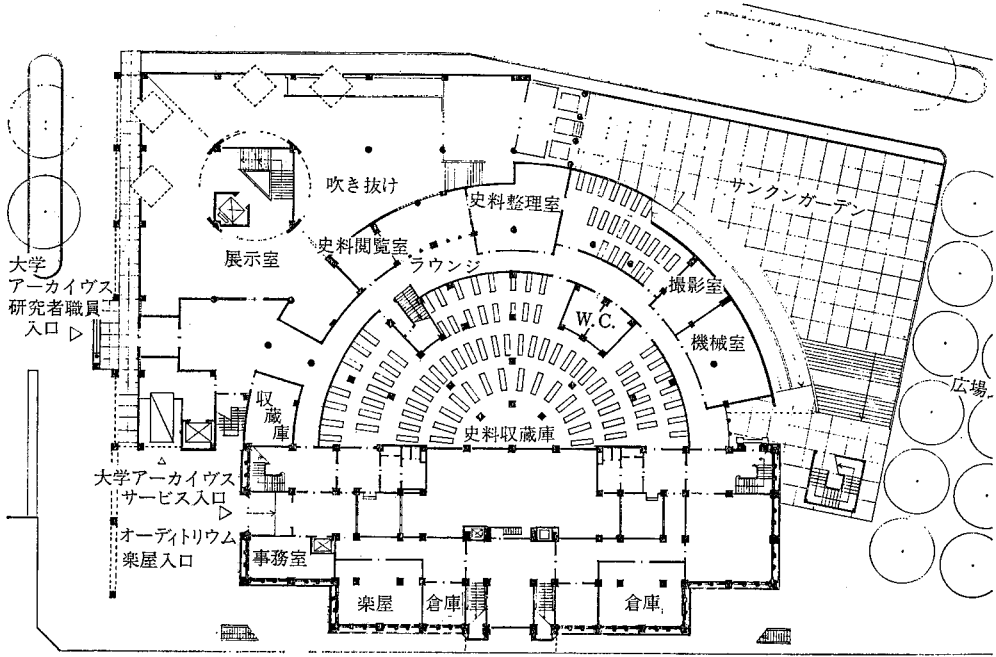 サンクンガーデン
吹き抜け
史料整理室
史料閲覧室
展示室
ラウンジ
撮影室
大学
アーカイヴス
研究者職員
入口
W.C.
機械室
広場
収蔵庫
史料収蔵庫
大学アーカイヴス
サービス入口
オーディトリウム
楽屋入口
事務室
楽屋
倉庫
倉庫